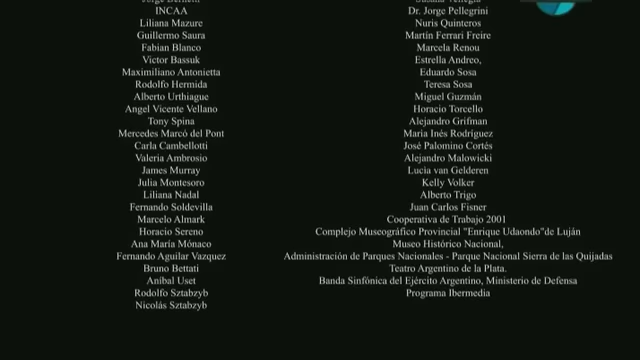 INCAA
Liliana Mazure
Guillermo Saura
Fabian Blanco
Victor Bassuk
Maximiliano Antonietta
Rodolfo Hermida
Alberto Urthiague
Angel Vicente Vellano
Tony Spina
Mercedes Marcó del Pont
Carla Cambellotti
Valeria Ambrosio
James Murray
Julia Montesoro
Liliana Nadal
Fernando Soldevilla
Marcelo Almark
Horacio Sereno
Ana María Mónaco
Fernando Aguilar Vazquez
Bruno Bettati
Aníbal Uset
Rodolfo Sztabzyb
Nicolás Sztabzyb
Dr. Jorge Pellegrini
Nuris Quinteros
Martín Ferrari Freire
Marcela Renou
Estrella Andreo,
Eduardo Sosa
Teresa Sosa
Miguel Guzmán
Horacio Torcello
Alejandro Grifman
Maria Inés Rodríguez
José Palomino Cortés
Alejandro Malowicki
Lucia van Gelderen
Kelly Volker
Alberto Trigo
Juan Carlos Fisner
Cooperativa de Trabajo 2001
Complejo Museográfico Provincial "Enrique Udaondo"de Luján
Museo Histórico Nacional,
Administración de Parques Nacionales - Parque Nacional Sierra de las Quijadas
Teatro Argentino de la Plata.
Banda Sinfónica del Ejército Argentino, Ministerio de Defensa
Programa Ibermedia